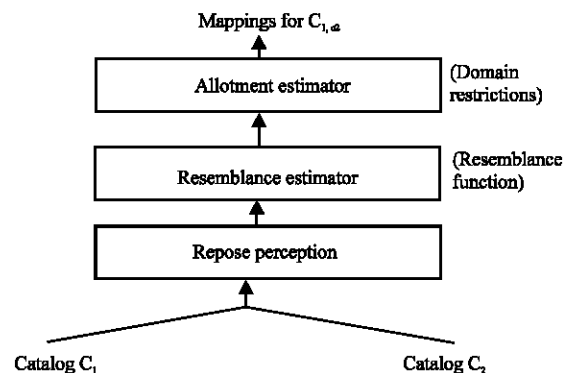 Mappings for C1, c2
Allotment estimator
(Domain
restrictions)
Resemblance estimator
(Resemblance
function)
Repose perception
Catalog C1
Catalog C2